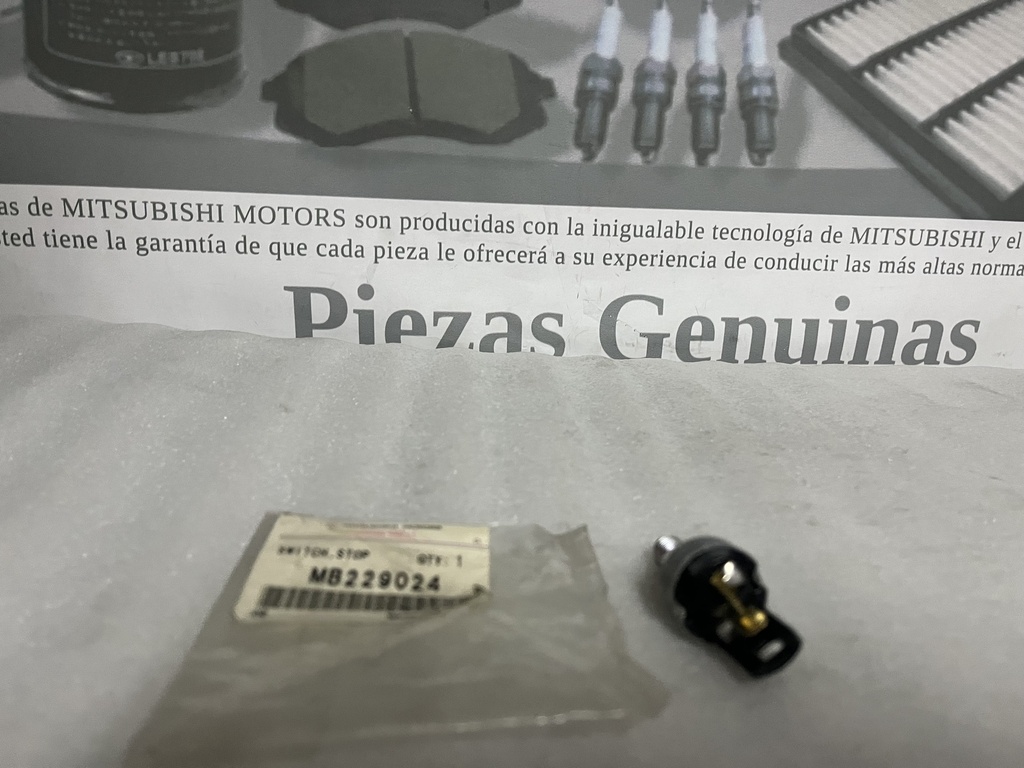 as de MITSUBISHI MOTORS son producidas con la inigualable tecnología de MITSUBISHI y el
sted tiene la garantía de que cada pieza le ofrecerá a su experiencia de conducir las más altas norma
Piezas Genuinas
SWITCH, STOP QTY: 1
MB229024